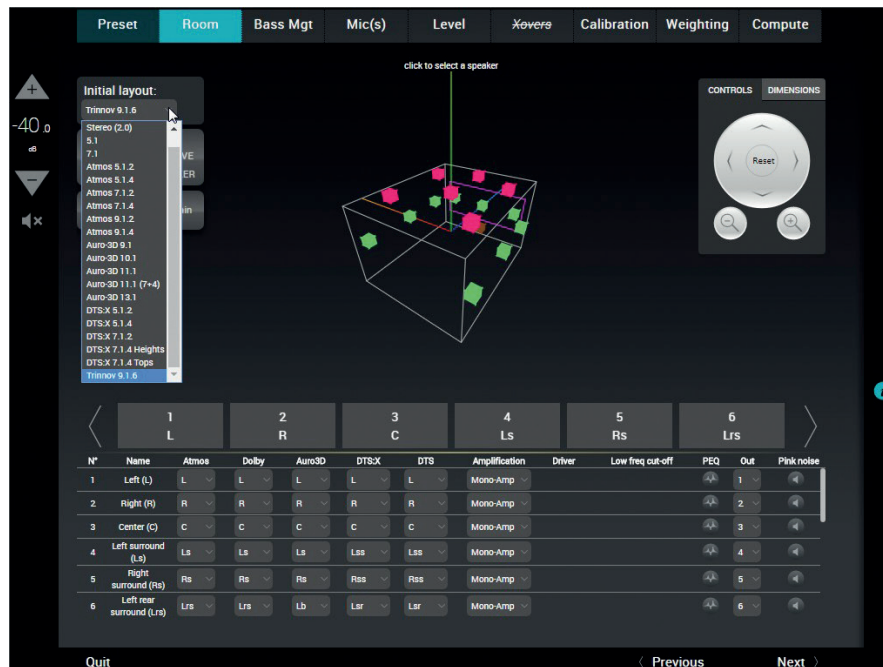 Preset Room Bass Mgt Mic(s) Level Xovers Calibration Weighting Compute
click to select a speaker
Initial layout:
Trinnov 9.1.6
Stereo (2.0)
5.1
7.1
Atmos 5.1.2
Atmos 5.1.4
Atmos 7.1.2
Atmos 7.1.4
Atmos 9.1.2
Atmos 9.1.4
Auro-3D 9.1
Auro-3D 10.1
Auro-3D 11.1
Auro-3D 11.1 (7+4)
Auro-3D 13.1
DTS:X 5.1.2
DTS:X 5.1.4
DTS:X 7.1.2
DTS:X 7.1.4 Heights
DTS:X 7.1.4 Tops
Trinnov 9.1.6
VE
ER
in
+
-40.0
dB
CONTROLS DIMENSIONS
Reset
1 2 3 4 5 6
L R C Ls Rs Lrs
N° Name Atmos Dolby Auro3D DTS:X DTS Amplification Driver Low freq cut-off PEQ Out Pink noise
1 Left (L) L L L L L Mono-Amp 1
2 Right (R) R R R R R Mono-Amp 2
3 Center (C) C C C C C Mono-Amp 3
4 Left surround (Ls) Ls Ls Ls Lss Lss Mono-Amp 4
5 Right surround (Rs) Rs Rs Rs Rss Rss Mono-Amp 5
6 Left rear surround (Lrs) Lrs Lrs Lb Lsr Lsr Mono-Amp 6
Quit Previous Next